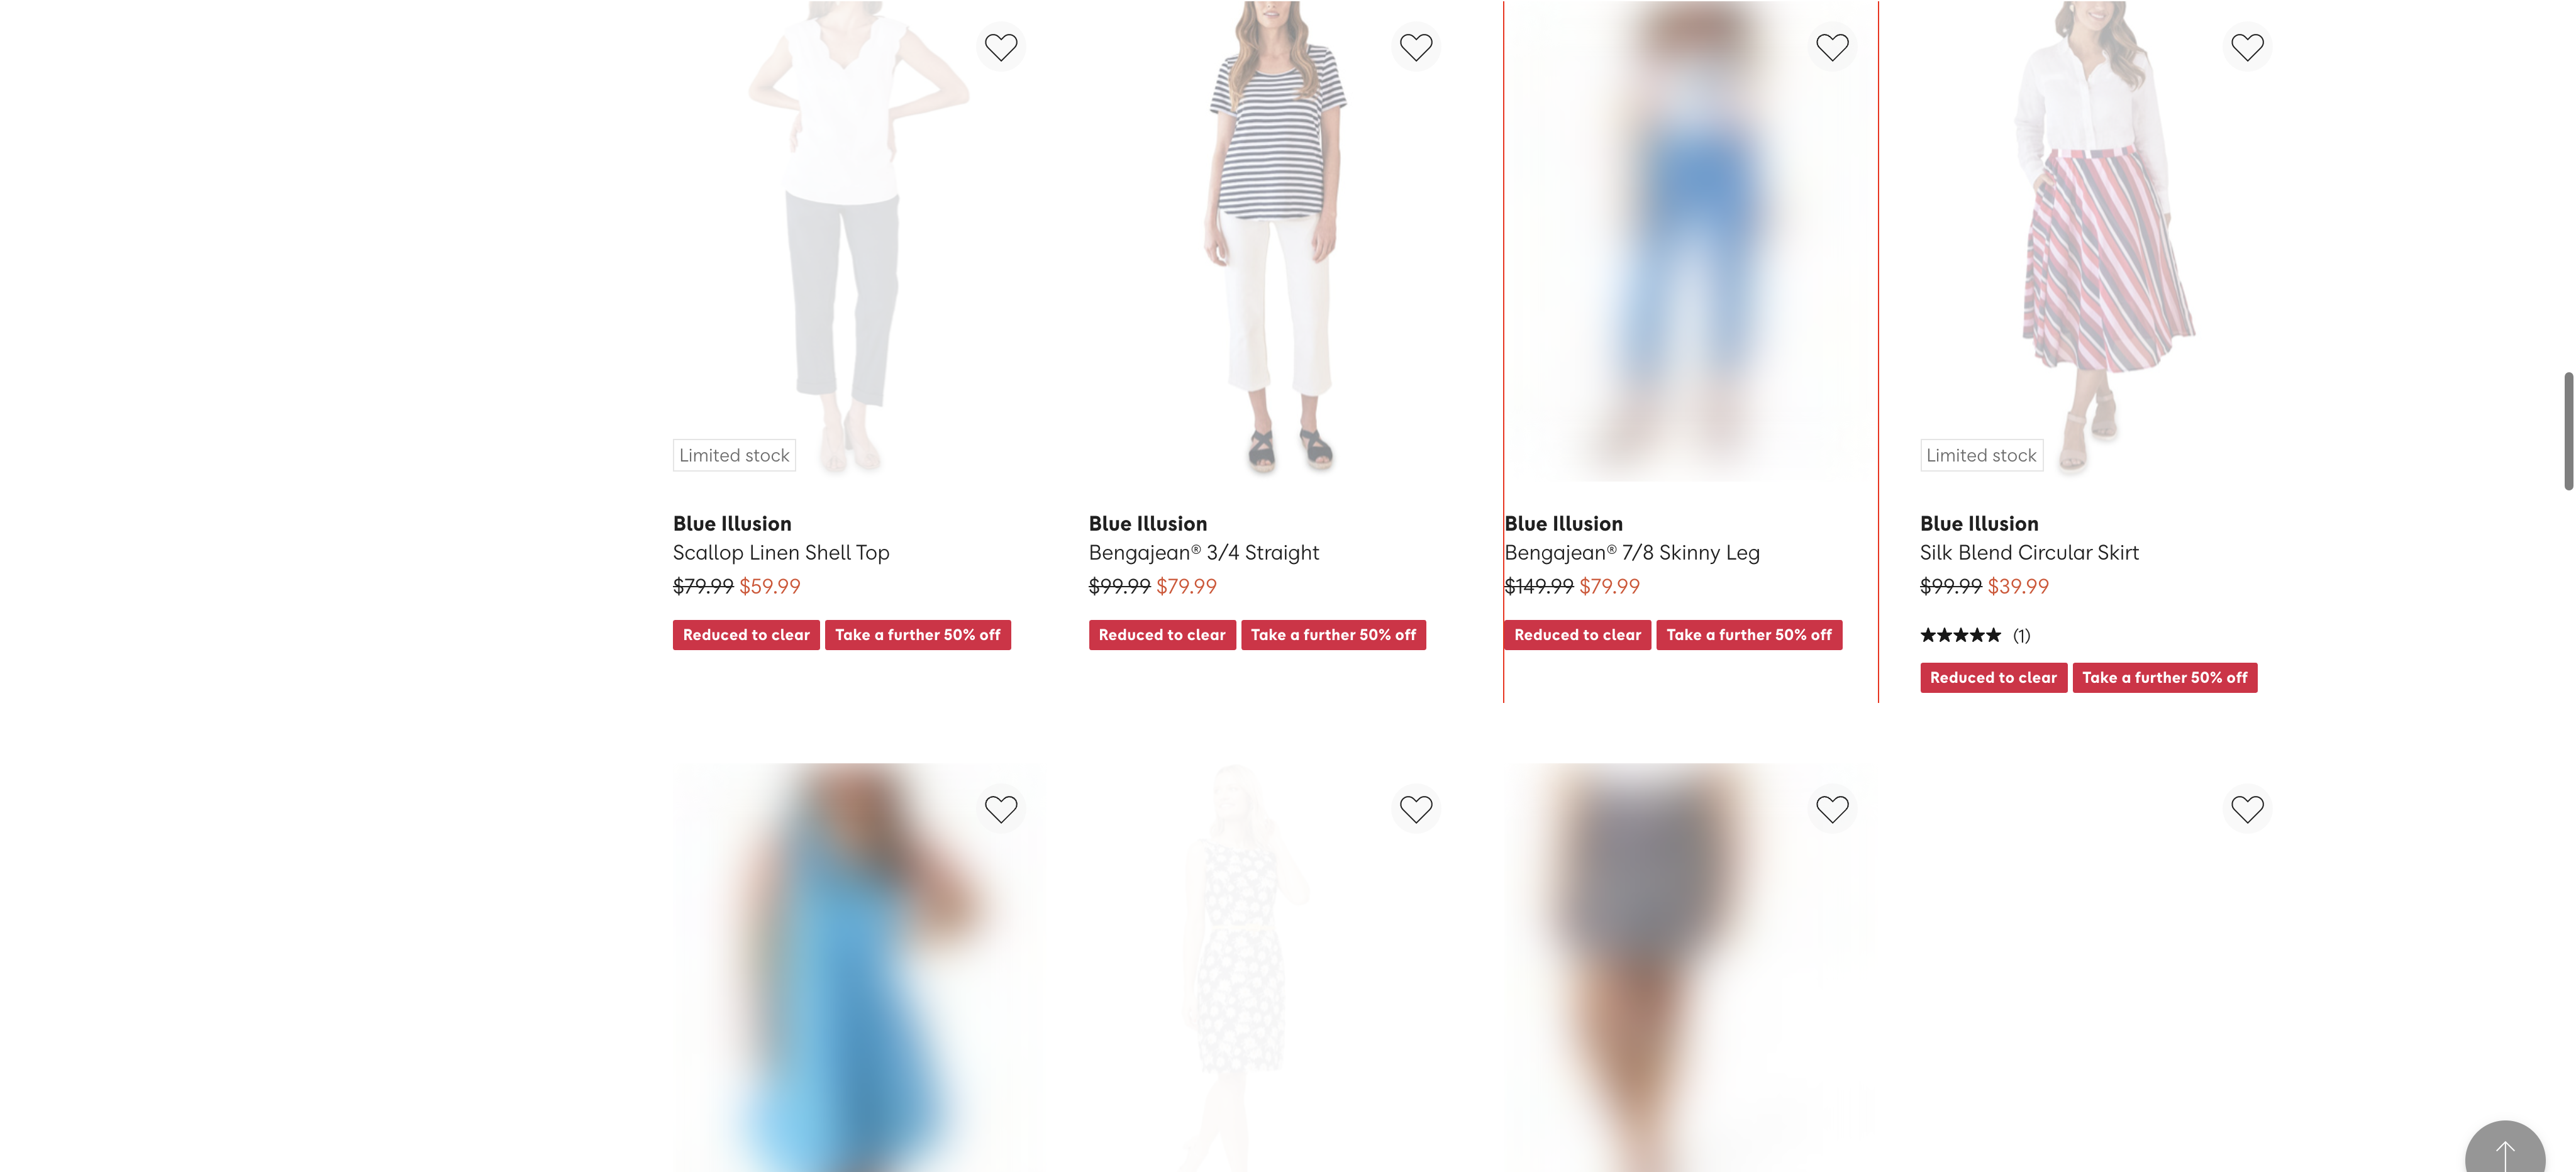 Limited stock
Blue Illusion
Scallop Linen Shell Top
$79.99 $59.99
Reduced to clear Take a further 50% off
Blue Illusion
Bengajean® 3/4 Straight
$99.99 $79.99
Reduced to clear Take a further 50% off
Blue Illusion
Bengajean® 7/8 Skinny Leg
$149.99 $79.99
Reduced to clear Take a further 50% off
Limited stock
Blue Illusion
Silk Blend Circular Skirt
$99.99 $39.99
★★★★★ (1)
Reduced to clear Take a further 50% off